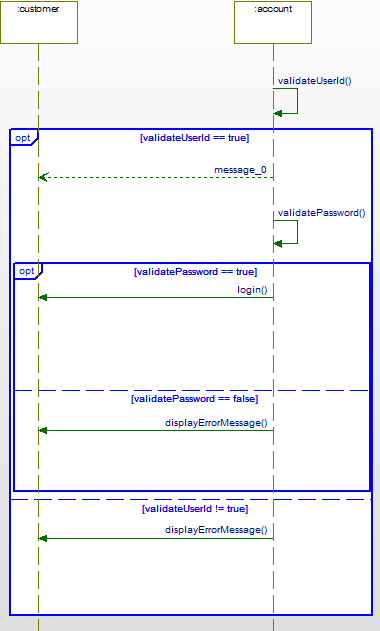 :customer
:account
validateUserId()
opt
[validateUserId == true]
message_0
validatePassword()
opt
[validatePassword == true]
login()
[validatePassword == false]
displayErrorMessage()
[validateUserId != true]
displayErrorMessage()